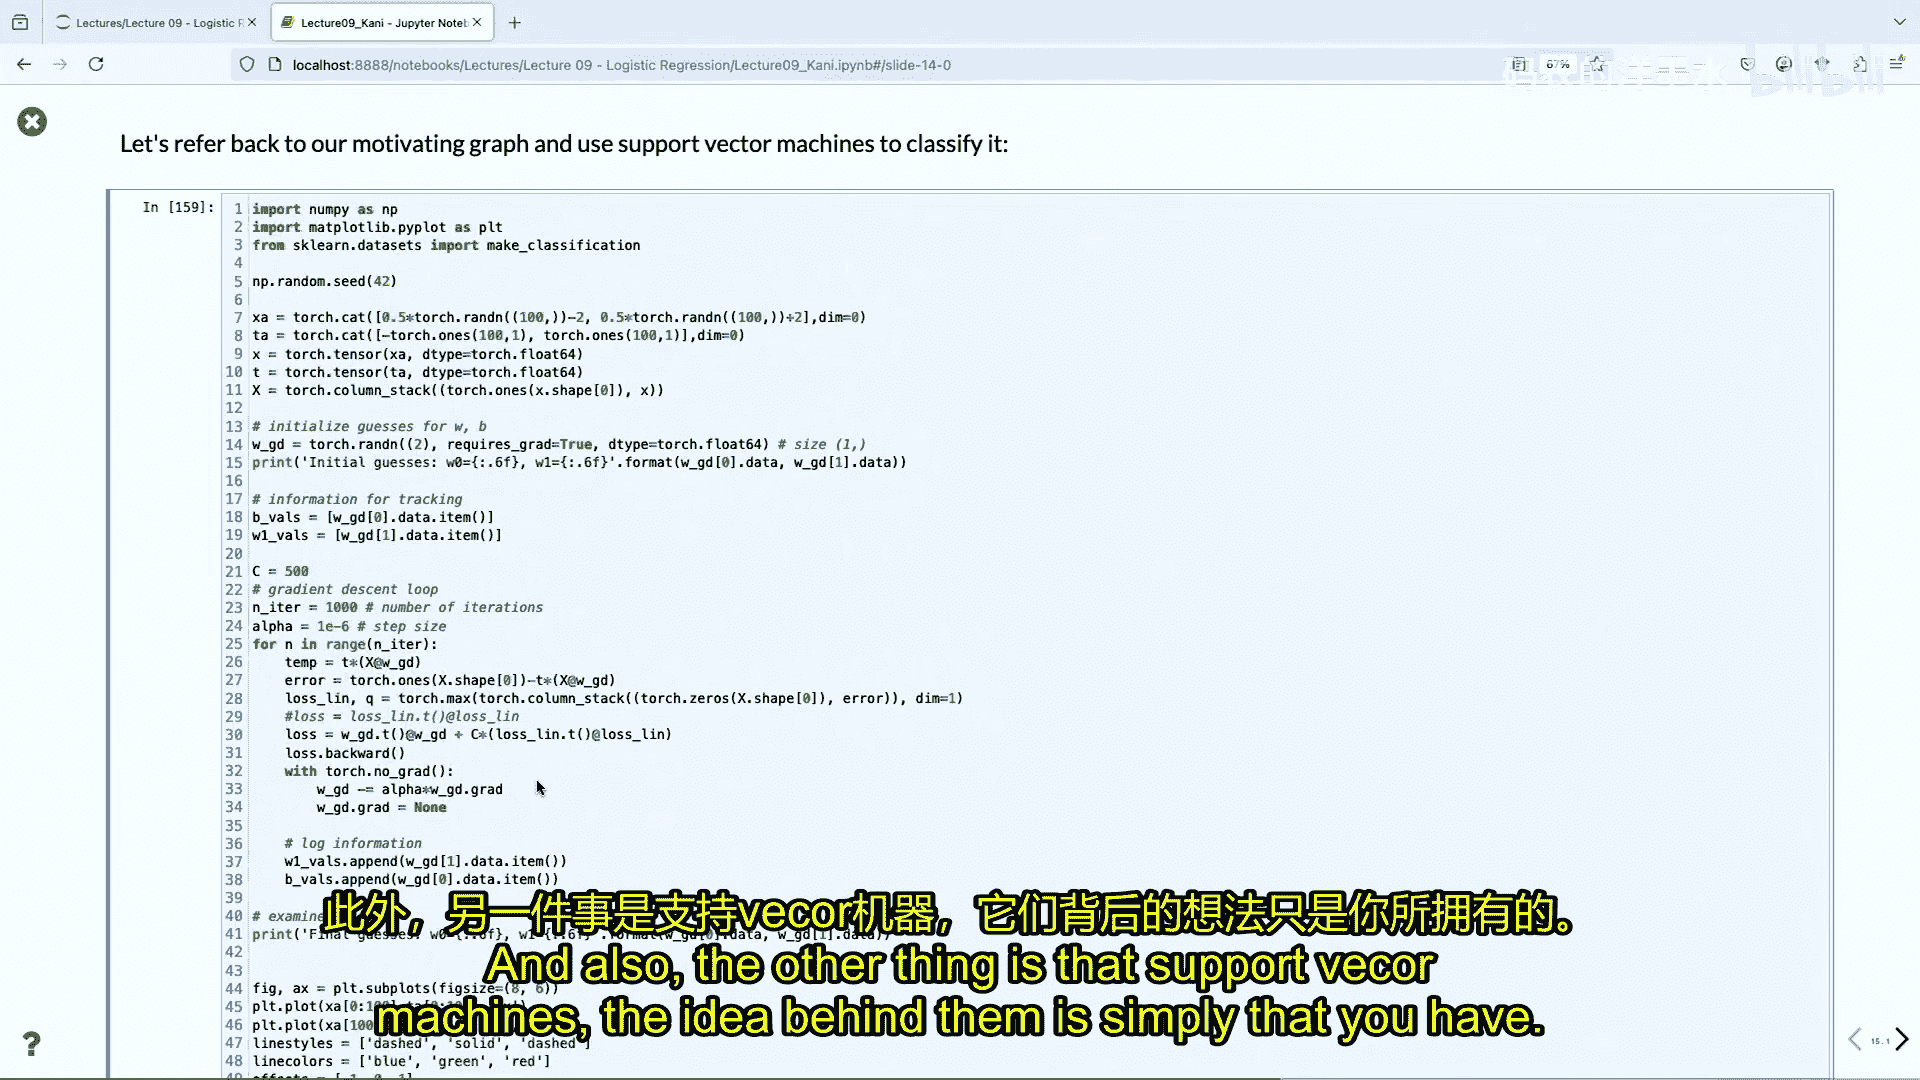 Lectures/Lecture 09 - Logistic F
Lecture09_Kani - Jupyter Noteb
localhost:8888/notebooks/Lectures/Lecture 09 - Logistic Regression/Lecture09_Kani.ipynb#/slide-14-0
67%
Let's refer back to our motivating graph and use support vector machines to classify it:
In [159]:
1 import numpy as np
2 import matplotlib.pyplot as plt
3 from sklearn.datasets import make_classification
4
5 np.random.seed(42)
6
7 xa = torch.cat([0.5*torch.randn((100,))-2, 0.5*torch.randn((100,))+2],dim=0)
8 ta = torch.cat([-torch.ones(100,1), torch.ones(100,1)],dim=0)
9 x = torch.tensor(xa, dtype=torch.float64)
10 t = torch.tensor(ta, dtype=torch.float64)
11 X = torch.column_stack((torch.ones(x.shape[0]), x))
12
13 # initialize guesses for w, b
14 w_gd = torch.randn((2), requires_grad=True, dtype=torch.float64) # size (1,)
15 print('Initial guesses: w0={:.6f}, w1={:.6f}'.format(w_gd[0].data, w_gd[1].data))
16
17 # information for tracking
18 b_vals = [w_gd[0].data.item()]
19 w1_vals = [w_gd[1].data.item()]
20
21 C = 500
22 # gradient descent loop
23 n_iter = 1000 # number of iterations
24 alpha = 1e-6 # step size
25 for n in range(n_iter):
26 temp = t*(X@w_gd)
27 error = torch.ones(X.shape[0])-t*(X@w_gd)
28 loss_lin, q = torch.max(torch.column_stack((torch.zeros(X.shape[0]), error)), dim=1)
29 #loss = loss_lin.t()@loss_lin
30 loss = w_gd.t()@w_gd + C*(loss_lin.t()@loss_lin)
31 loss.backward()
32 with torch.no_grad():
33 w_gd -= alpha*w_gd.grad
34 w_gd.grad = None
35
36 # log information
37 w1_vals.append(w_gd[1].data.item())
38 b_vals.append(w_gd[0].data.item())
39
40 # examine
41 print('Final guesses: w0={:.6f}, w1={:.6f}'.format(w_gd[0].data, w_gd[1].data))
42
43
44 fig, ax = plt.subplots(figsize=(8, 6))
45 plt.plot(xa[0:100]
46 plt.plot(xa[100
47 linestyles = ['dashed', 'solid', 'dashed']
48 linecolors = ['blue', 'green', 'red']
此外，另一件事是支持vecor机器，它们背后的想法只是你所拥有的。
And also, the other thing is that support vecor
machines, the idea behind them is simply that you have.
15.1